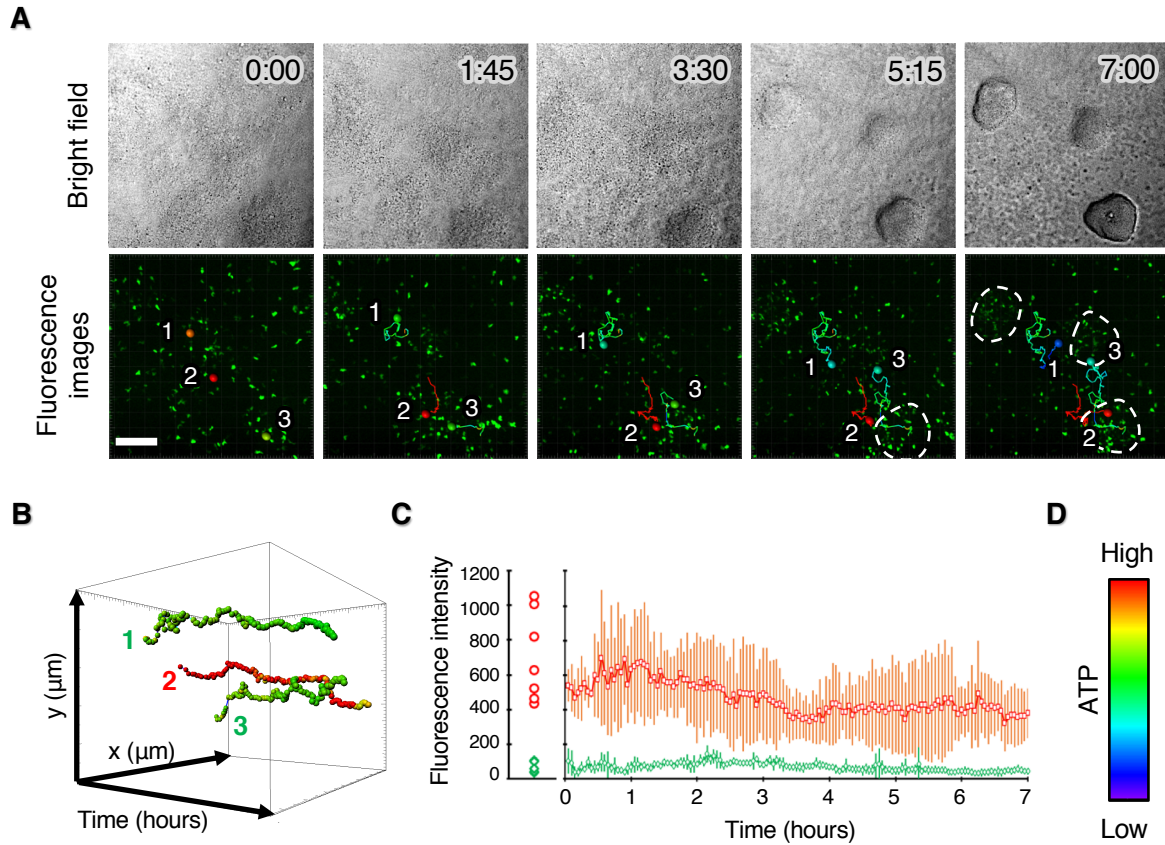 A
Bright field
0:00
1:45
3:30
5:15
7:00
Fluorescence
images
1
2
3
1
2
3
1
2
3
1
2
3
1
2
3
B
y (µm)
x (µm)
Time (hours)
1
2
3
C
Fluorescence intensity
1200
1000
800
600
400
200
0
0
1
2
3
4
5
6
7
Time (hours)
D
High
ATP
Low